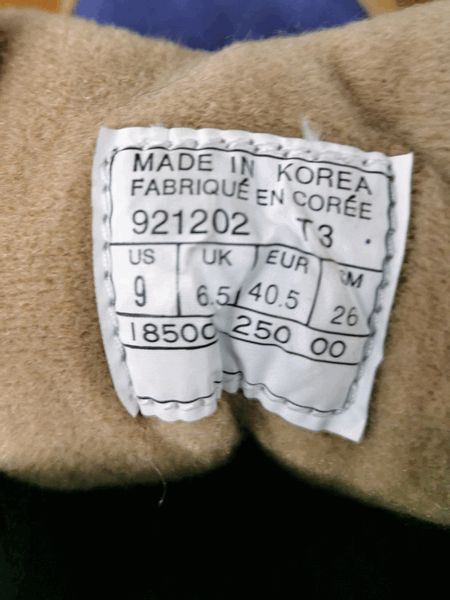 MADE IN KOREA
FABRIQUÉ EN CORÉE
921202 T3
US UK EUR CM
9 6.5 40.5 26
18500 250 00